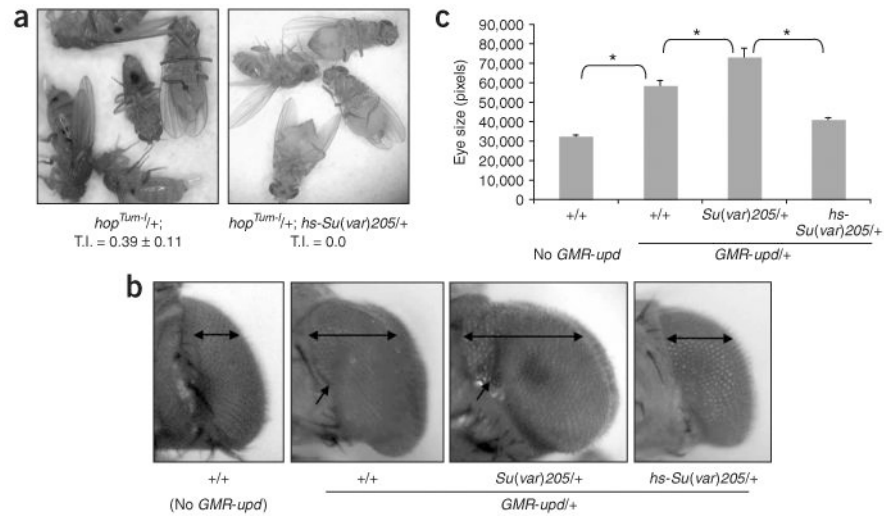 a
hop^Tum-l/+;
T.I. = 0.39 ± 0.11
hop^Tum-l/+; hs-Su(var)205/+
T.I. = 0.0
c
Eye size (pixels)
90,000
80,000
70,000
60,000
50,000
40,000
30,000
20,000
10,000
0
* * *
+/+ +/+ Su(var)205/+ hs-
Su(var)205/+
No GMR-upd GMR-upd/+
b
+/+ +/+ Su(var)205/+ hs-Su(var)205/+
(No GMR-upd) GMR-upd/+